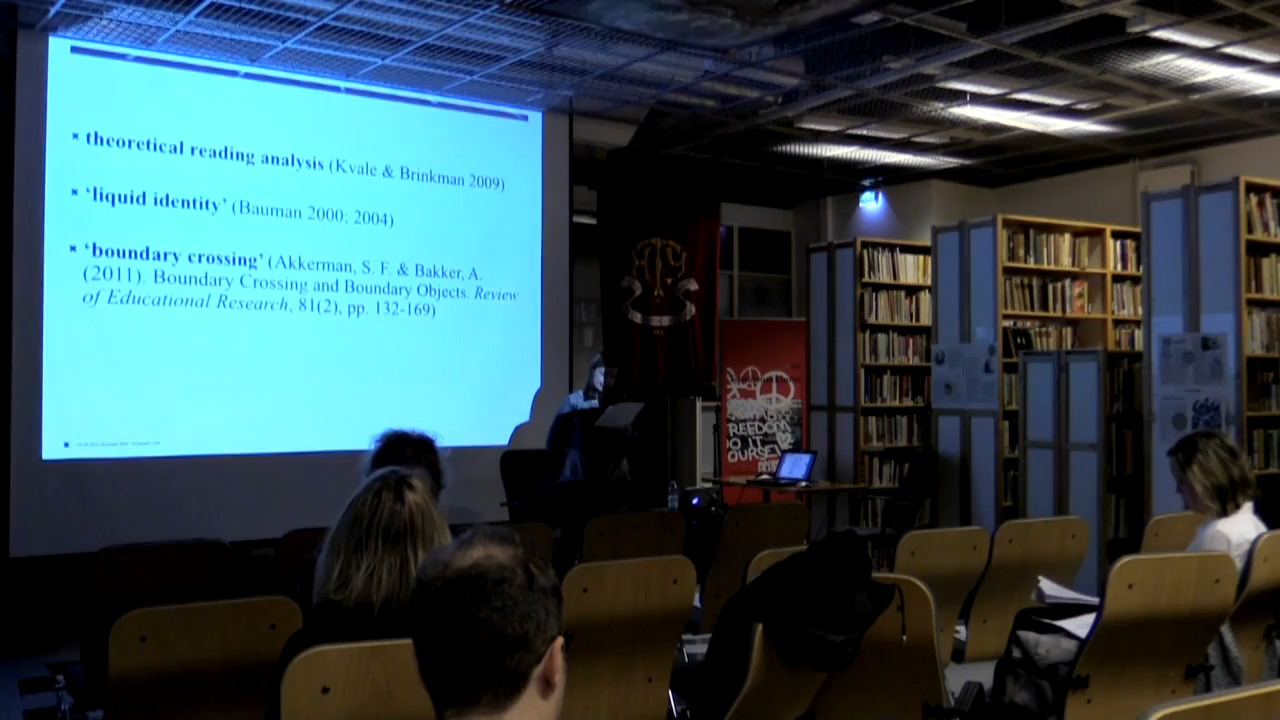 theoretical reading analysis (Kvale & Brinkman 2009)
‘liquid identity’ (Bauman 2000; 2004)
‘boundary crossing’ (Akkerman, S. F. & Bakker, A.
(2011). Boundary Crossing and Boundary Objects. Review
of Educational Research, 81(2), pp. 132-169)
REEDOM
DO IT
OURSELV